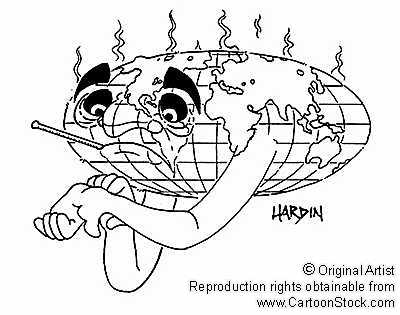 HARDIN
© Original Artist
Reproduction rights obtainable from
www.CartoonStock.com